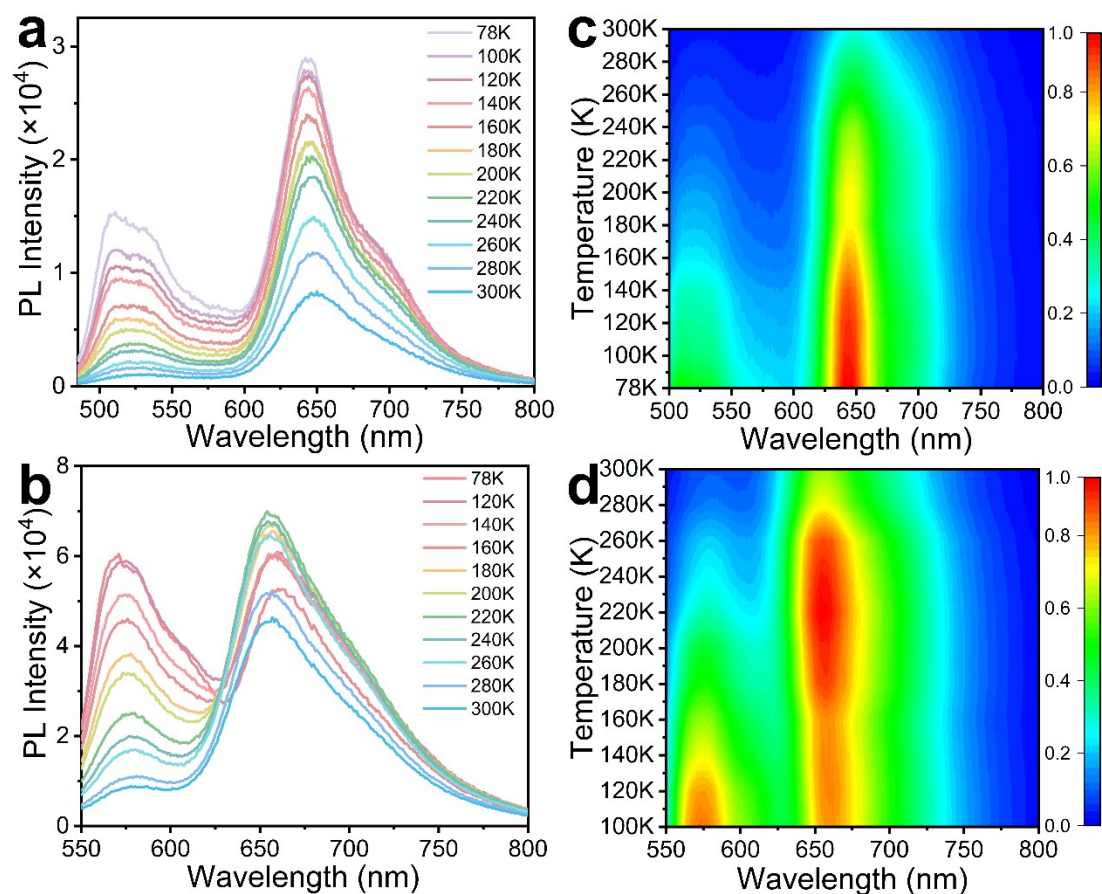 a
PL Intensity (×10⁴)
3
2
1
0
500 550 600 650 700 750 800
Wavelength (nm)
78K
100K
120K
140K
160K
180K
200K
220K
240K
260K
280K
300K
c
Temperature (K)
300K
280K
260K
240K
220K
200K
180K
160K
140K
120K
100K
78K
500 550 600 650 700 750 800
Wavelength (nm)
1.0
0.8
0.6
0.4
0.2
0.0
b
PL Intensity (×10⁴)
8
6
4
2
0
550 600 650 700 750 800
Wavelength (nm)
78K
120K
140K
160K
180K
200K
220K
240K
260K
280K
300K
d
Temperature (K)
300K
280K
260K
240K
220K
200K
180K
160K
140K
120K
100K
550 600 650 700 750 800
Wavelength (nm)
1.0
0.8
0.6
0.4
0.2
0.0